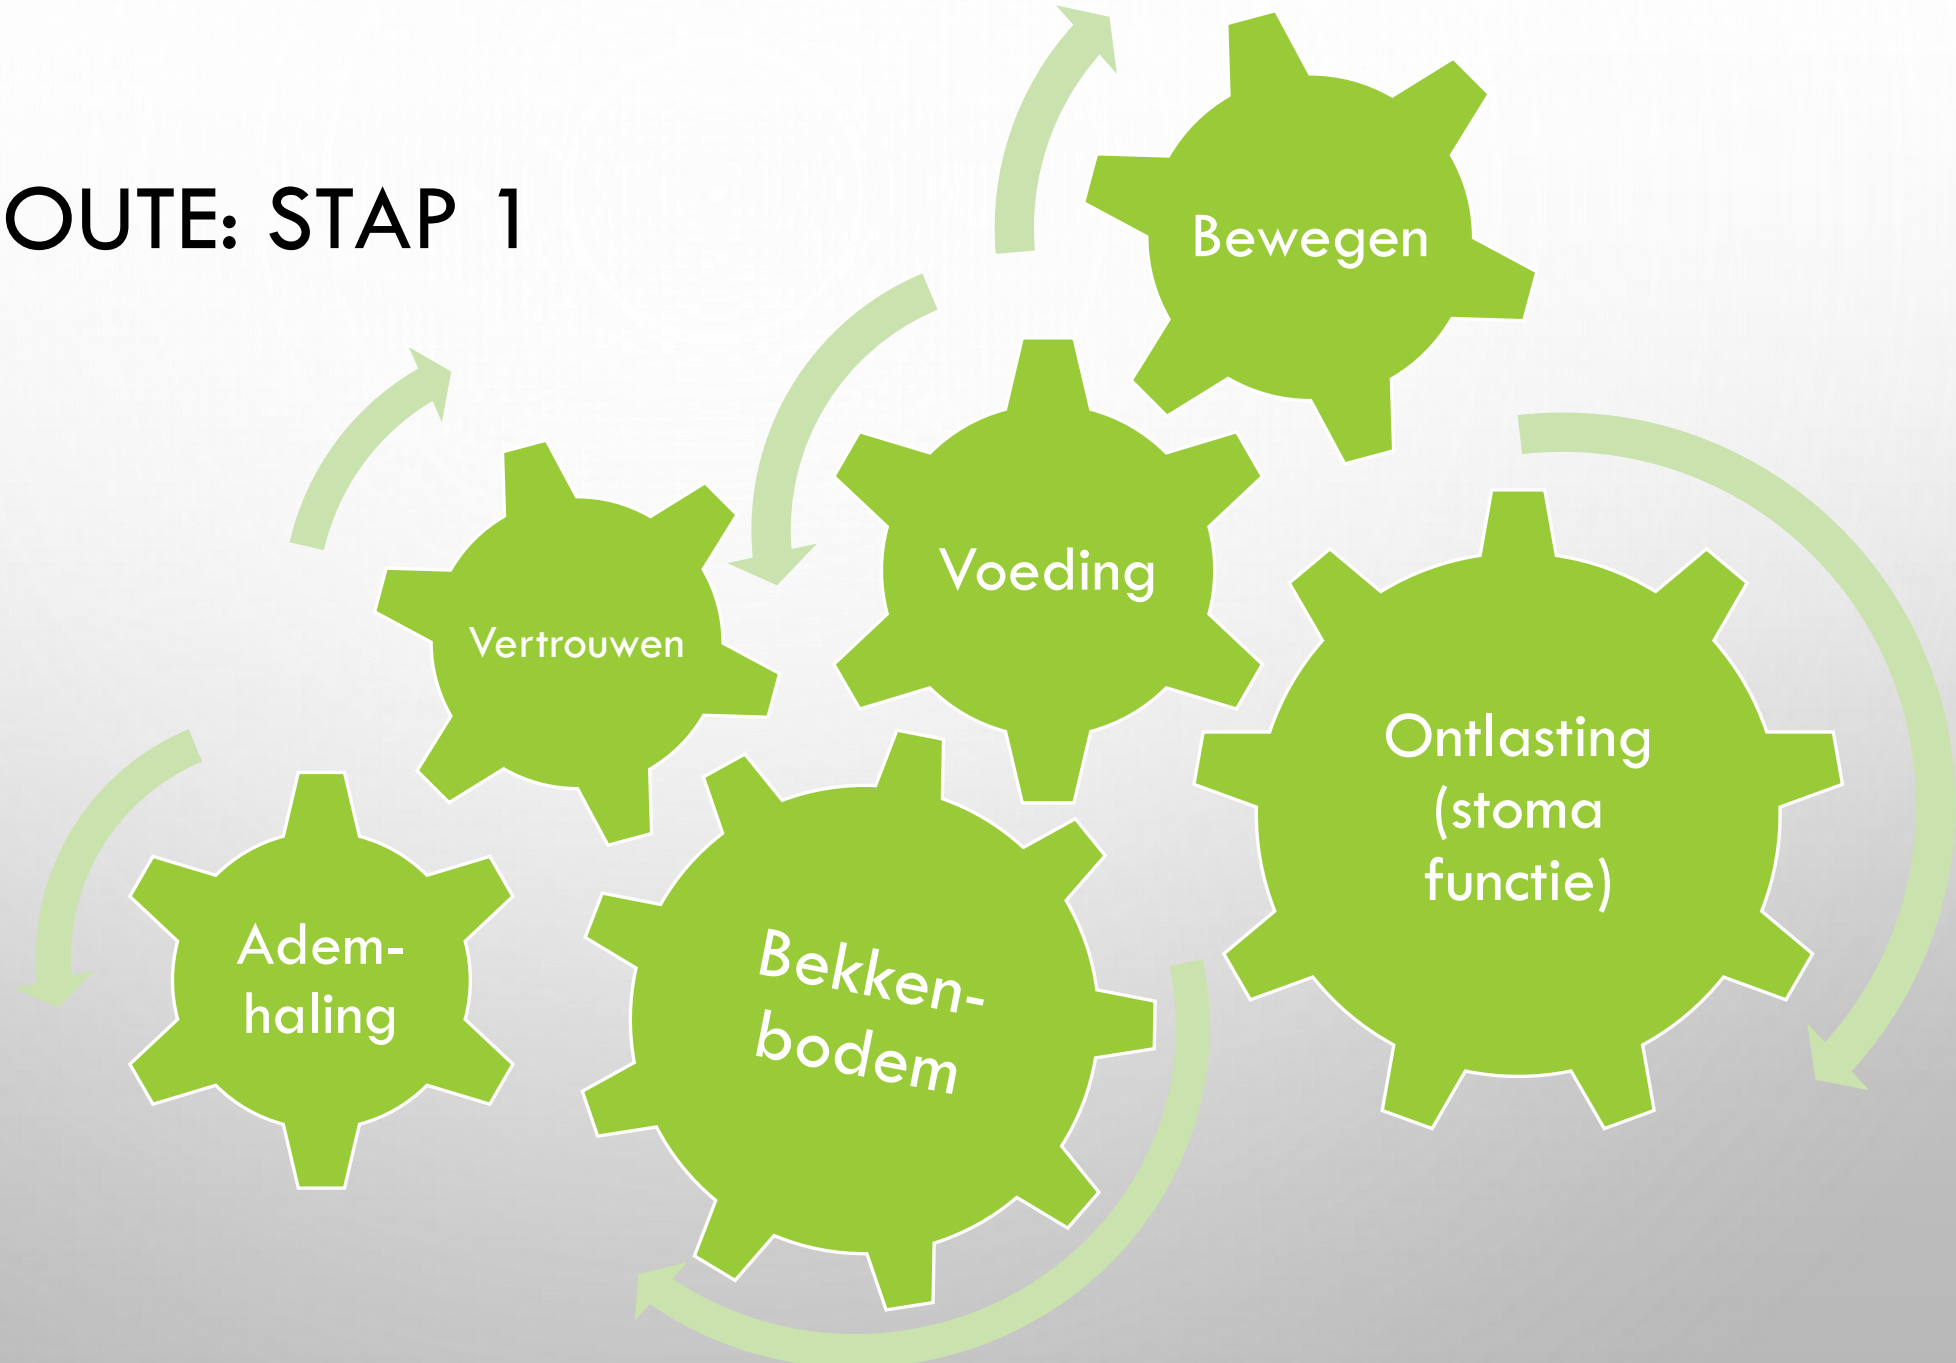 OUTE: STAP 1
Bewegen
Voeding
Vertrouwen
Ontlasting
(stoma
functie)
Adem-
haling
Bekken-
bodem